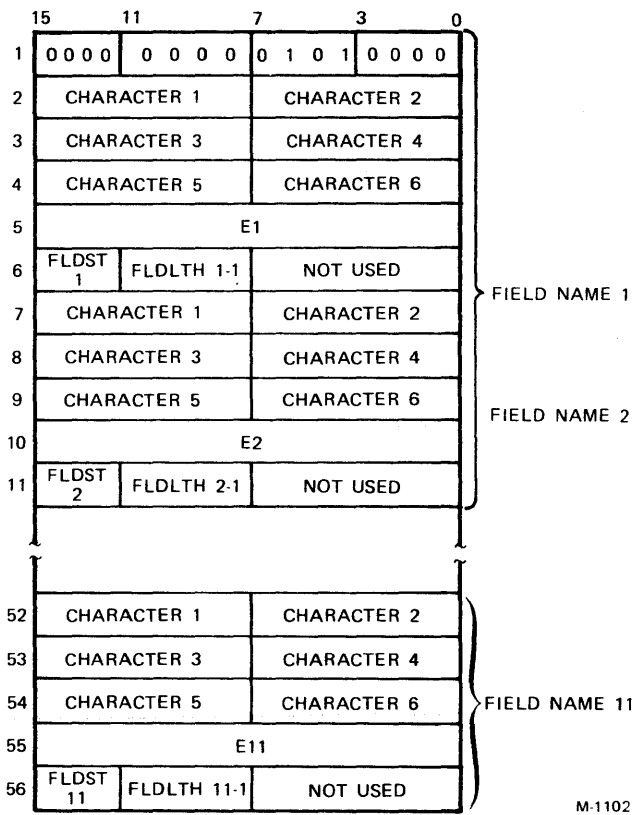 15 11 7 3 0
1 0 0 0 0 0 0 0 0 0 1 0 1 0 0 0 0
2 CHARACTER 1 CHARACTER 2
3 CHARACTER 3 CHARACTER 4
4 CHARACTER 5 CHARACTER 6
5 E1
6 FLDST 1 FLDLTH 1-1 NOT USED
FIELD NAME 1
7 CHARACTER 1 CHARACTER 2
8 CHARACTER 3 CHARACTER 4
9 CHARACTER 5 CHARACTER 6
FIELD NAME 2
10 E2
11 FLDST 2 FLDLTH 2-1 NOT USED
52 CHARACTER 1 CHARACTER 2
53 CHARACTER 3 CHARACTER 4
54 CHARACTER 5 CHARACTER 6 FIELD NAME 11
55 E11
56 FLDST 11 FLDLTH 11-1 NOT USED
M-1102